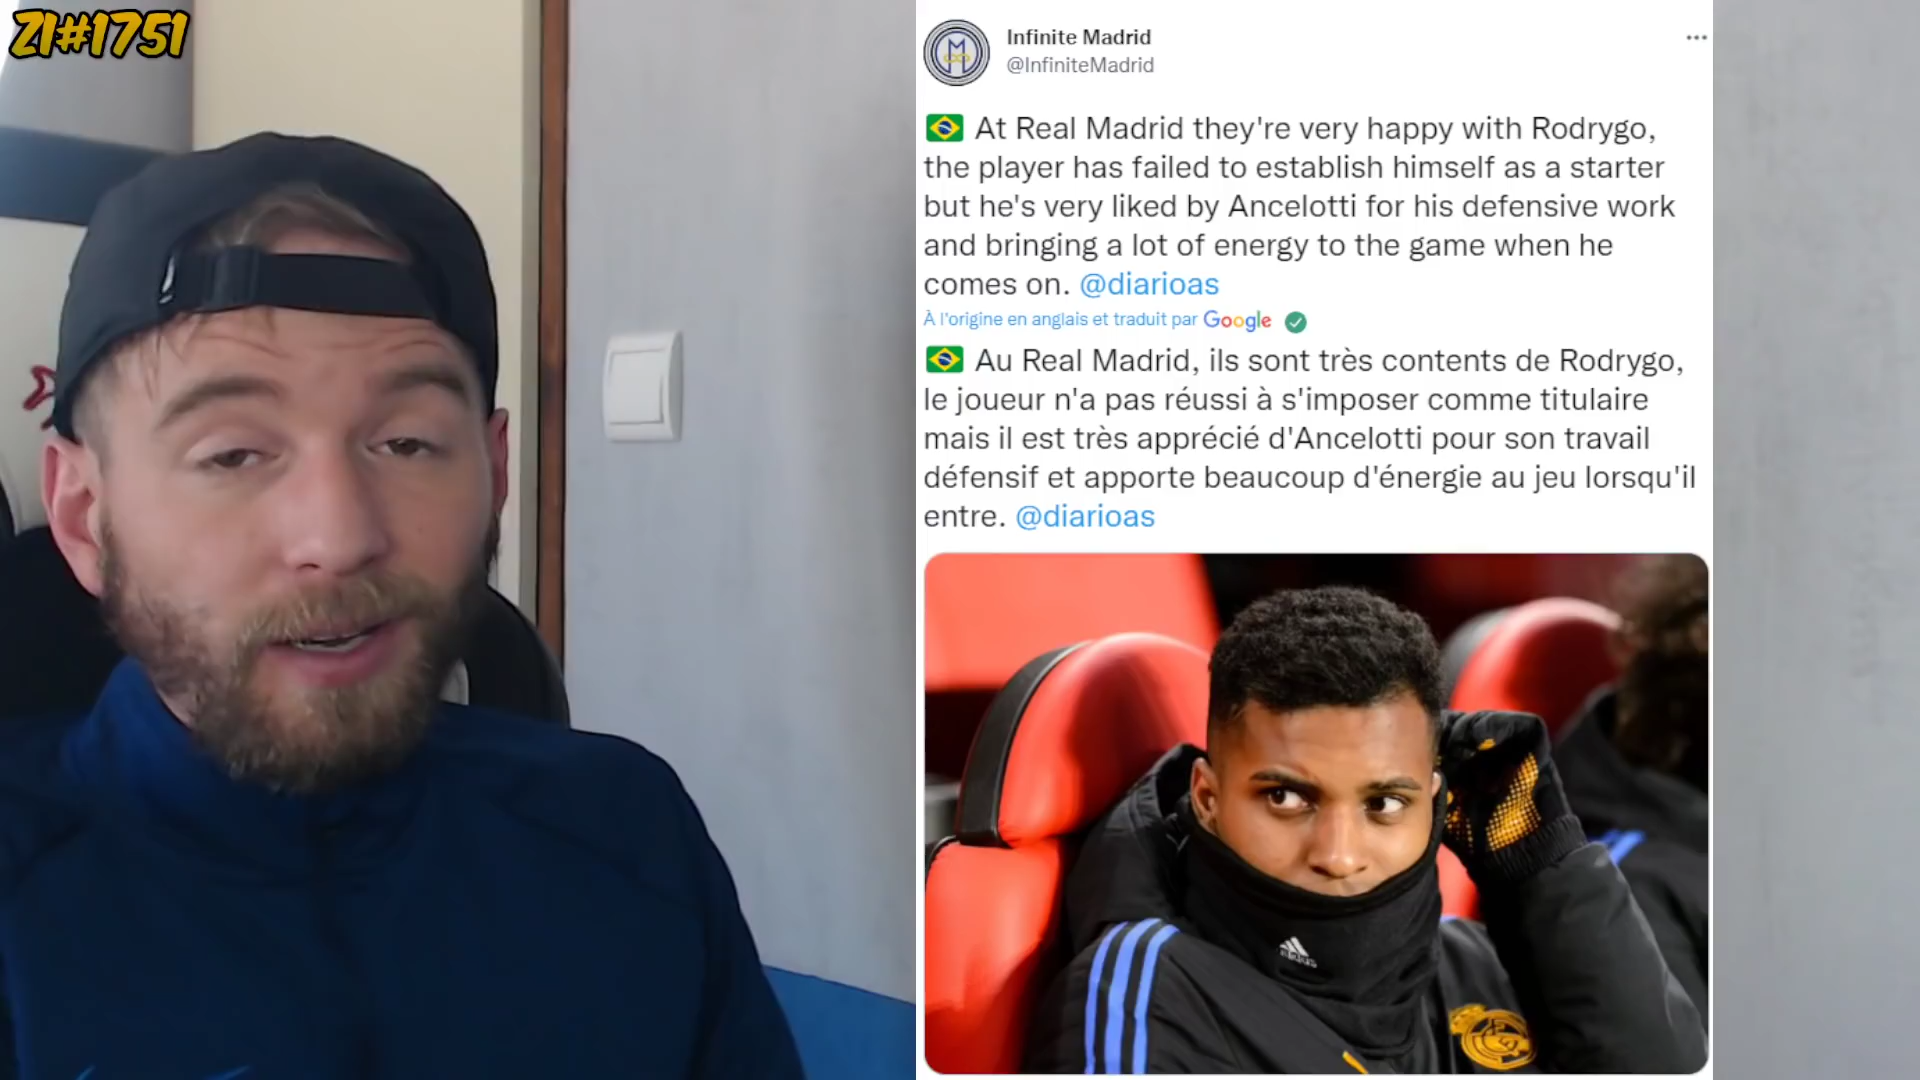 Z1#1751
Infinite Madrid
@InfiniteMadrid
At Real Madrid they're very happy with Rodrygo,
the player has failed to establish himself as a starter
but he's very liked by Ancelotti for his defensive work
and bringing a lot of energy to the game when he
comes on. @diarioas
À l'origine en anglais et traduit par Google
Au Real Madrid, ils sont très contents de Rodrygo,
le joueur n'a pas réussi à s'imposer comme titulaire
mais il est très apprécié d'Ancelotti pour son travail
défensif et apporte beaucoup d'énergie au jeu lorsqu'il
entre. @diarioas
adidas